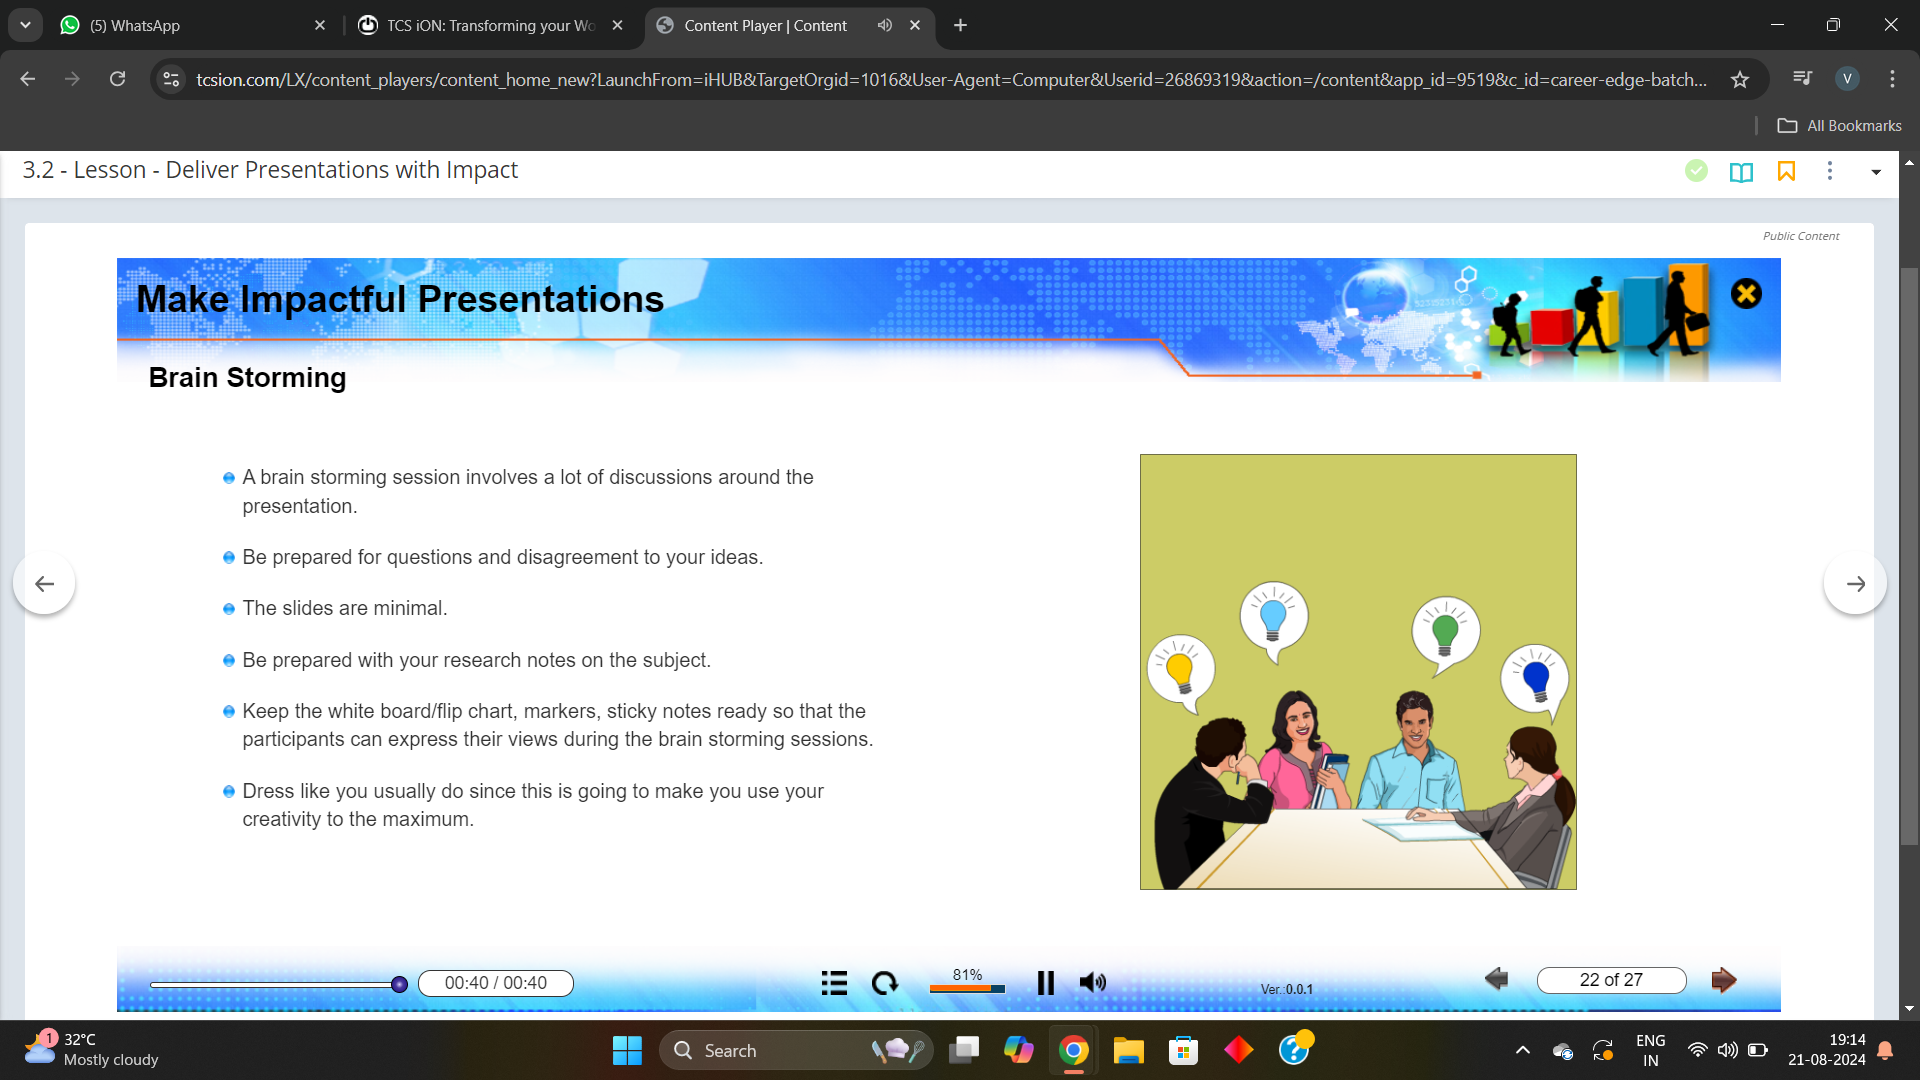 (5) WhatsApp
TCS iON: Transforming your Wo
Content Player | Content
tcsion.com/LX/content_players/content_home_new?LaunchFrom=iHUB&TargetOrgid=1016&User-Agent=Computer&Userid=26869319&action=/content&app_id=9519&c_id=career-edge-batch...
V
All Bookmarks
3.2 - Lesson - Deliver Presentations with Impact
Public Content
Make Impactful Presentations
Brain Storming
A brain storming session involves a lot of discussions around the
presentation.
Be prepared for questions and disagreement to your ideas.
The slides are minimal.
Be prepared with your research notes on the subject.
Keep the white board/flip chart, markers, sticky notes ready so that the
participants can express their views during the brain storming sessions.
Dress like you usually do since this is going to make you use your
creativity to the maximum.
00:40 / 00:40
81%
Ver.:0.0.1
22 of 27
1
32°C
Mostly cloudy
Search
ENG
IN
19:14
21-08-2024